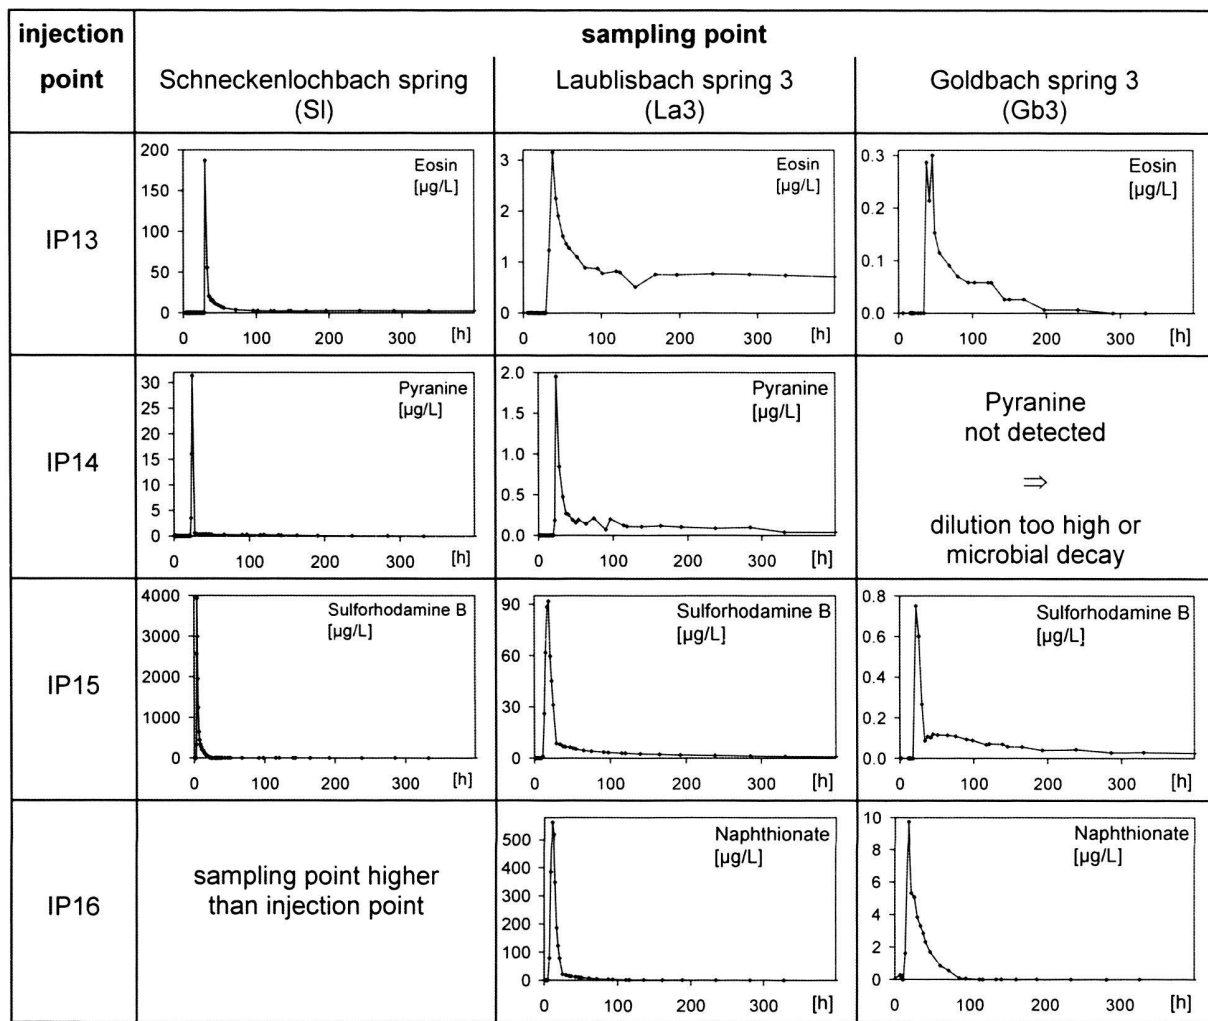 injection
point
sampling point
Schneckenlochbach spring
(Sl)
Laublisbach spring 3
(La3)
Goldbach spring 3
(Gb3)
IP13
Eosin
[µg/L]
200
150
100
50
0
0 100 200 300 [h]
Eosin
[µg/L]
3
2
1
0
0 100 200 300 [h]
Eosin
[µg/L]
0.3
0.2
0.1
0.0
0 100 200 300 [h]
IP14
Pyranine
[µg/L]
30
25
20
15
10
5
0
0 100 200 300 [h]
Pyranine
[µg/L]
2.0
1.5
1.0
0.5
0.0
0 100 200 300 [h]
Pyranine
not detected
⇒
dilution too high or
microbial decay
IP15
Sulforhodamine B
[µg/L]
4000
3000
2000
1000
0
0 100 200 300 [h]
Sulforhodamine B
[µg/L]
90
60
30
0
0 100 200 300 [h]
Sulforhodamine B
[µg/L]
0.8
0.6
0.4
0.2
0.0
0 100 200 300 [h]
IP16
sampling point higher
than injection point
Naphthionate
[µg/L]
500
400
300
200
100
0
0 100 200 300 [h]
Naphthionate
[µg/L]
10
8
6
4
2
0
0 100 200 300 [h]